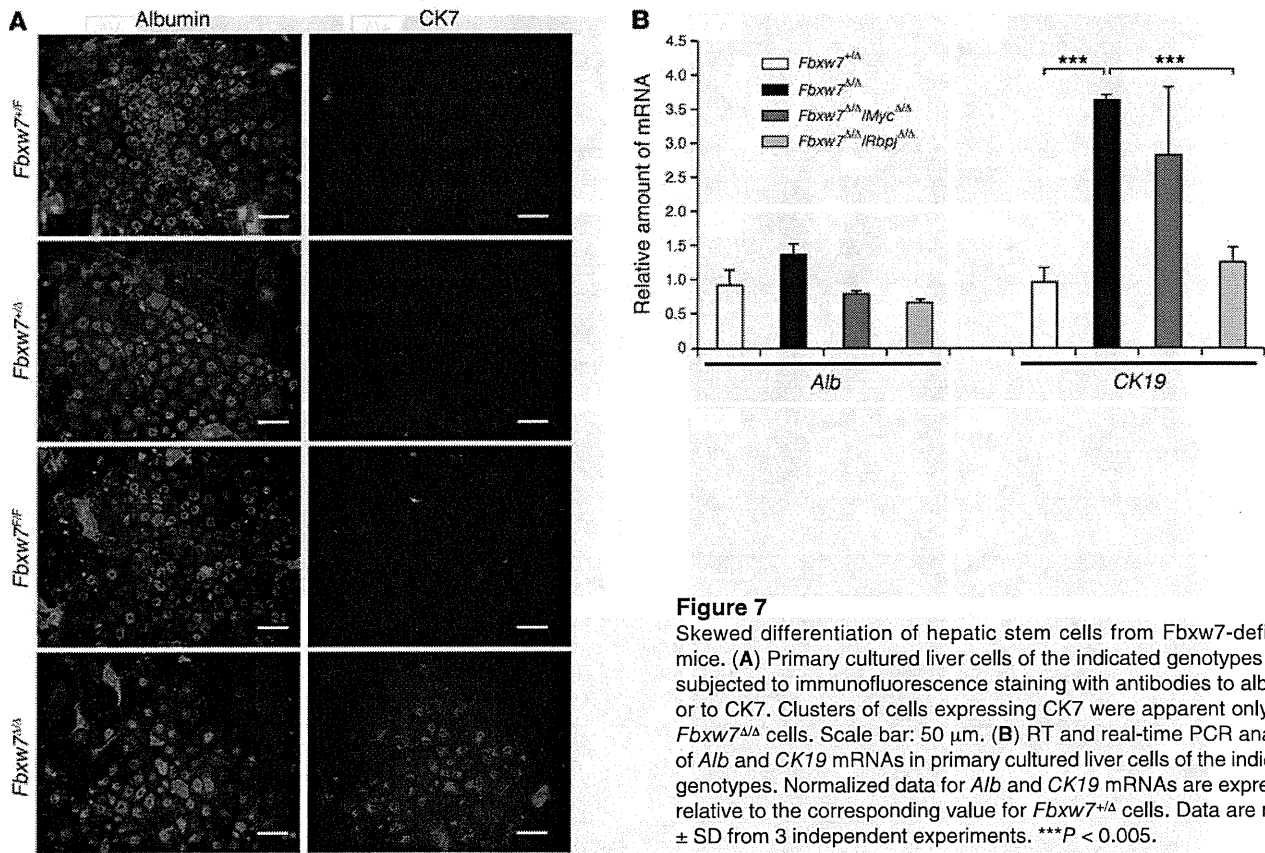 A
Albumin
CK7
Fbxw7+/F
Fbxw7+/Δ
Fbxw7F/F
Fbxw7Δ/Δ
B
Relative amount of mRNA
4.5
4.0
3.5
3.0
2.5
2.0
1.5
1.0
0.5
0
Fbxw7+/Δ
Fbxw7Δ/Δ
Fbxw7Δ/Δ/MycΔ/Δ
Fbxw7Δ/Δ/RbpjΔ/Δ
*** ***
Alb
CK19
Figure 7
Skewed differentiation of hepatic stem cells from Fbxw7-defi
mice. (A) Primary cultured liver cells of the indicated genotypes
subjected to immunofluorescence staining with antibodies to alb
or to CK7. Clusters of cells expressing CK7 were apparent only
Fbxw7Δ/Δ cells. Scale bar: 50 μm. (B) RT and real-time PCR ana
of Alb and CK19 mRNAs in primary cultured liver cells of the indic
genotypes. Normalized data for Alb and CK19 mRNAs are expre
relative to the corresponding value for Fbxw7+/Δ cells. Data are
± SD from 3 independent experiments. ***P < 0.005.